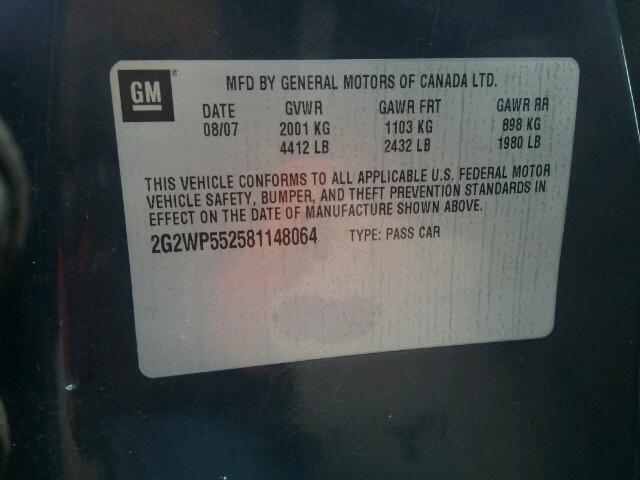 GM ®
MFD BY GENERAL MOTORS OF CANADA LTD.
DATE GVWR GAWR FRT GAWR RR
08/07 2001 KG 1103 KG 898 KG
4412 LB 2432 LB 1980 LB
THIS VEHICLE CONFORMS TO ALL APPLICABLE U.S. FEDERAL MOTOR
VEHICLE SAFETY, BUMPER, AND THEFT PREVENTION STANDARDS IN
EFFECT ON THE DATE OF MANUFACTURE SHOWN ABOVE.
2G2WP552581148064 TYPE: PASS CAR